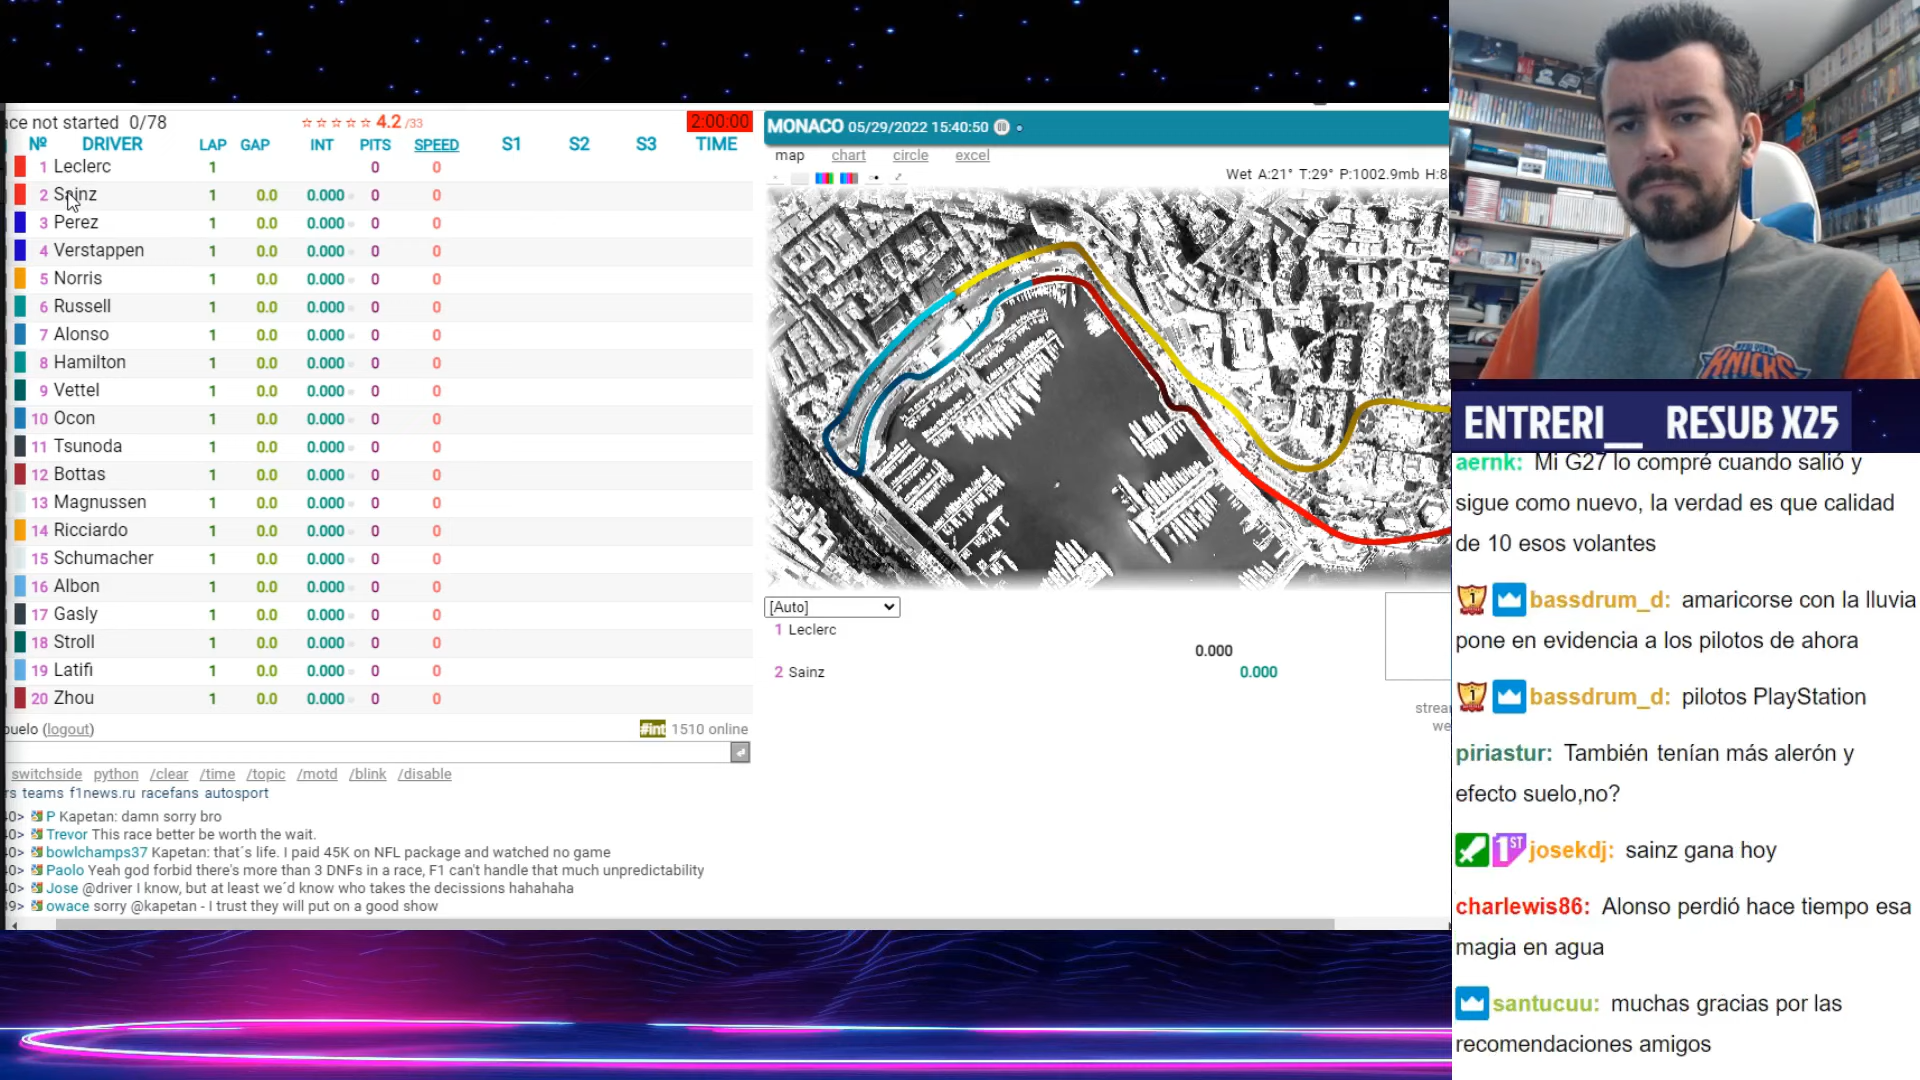 ace not started 0/78 ☆☆☆☆☆ 4.2 /33 2:00:00
Nº DRIVER LAP GAP INT PITS SPEED S1 S2 S3 TIME
1 Leclerc 1 0 0
2 Sainz 1 0.0 0.000 0 0
3 Perez 1 0.0 0.000 0 0
4 Verstappen 1 0.0 0.000 0 0
5 Norris 1 0.0 0.000 0 0
6 Russell 1 0.0 0.000 0 0
7 Alonso 1 0.0 0.000 0 0
8 Hamilton 1 0.0 0.000 0 0
9 Vettel 1 0.0 0.000 0 0
10 Ocon 1 0.0 0.000 0 0
11 Tsunoda 1 0.0 0.000 0 0
12 Bottas 1 0.0 0.000 0 0
13 Magnussen 1 0.0 0.000 0 0
14 Ricciardo 1 0.0 0.000 0 0
15 Schumacher 1 0.0 0.000 0 0
16 Albon 1 0.0 0.000 0 0
17 Gasly 1 0.0 0.000 0 0
18 Stroll 1 0.0 0.000 0 0
19 Latifi 1 0.0 0.000 0 0
20 Zhou 1 0.0 0.000 0 0
uelo (logout) #int 1510 online
switchside python /clear /time /topic /motd /blink /disable
rs teams f1news.ru racefans autosport
40> P Kapetan: damn sorry bro
40> Trevor This race better be worth the wait.
40> bowlchamps37 Kapetan: that´s life. I paid 45K on NFL package and watched no game
40> Paolo Yeah god forbid there's more than 3 DNFs in a race, F1 can't handle that much unpredictability
40> Jose @driver I know, but at least we´d know who takes the decissions hahahaha
39> owace sorry @kapetan - I trust they will put on a good show
MONACO 05/29/2022 15:40:50
map chart circle excel
Wet A:21° T:29° P:1002.9mb H:8
[Auto]
1 Leclerc
0.000
2 Sainz 0.000
strea
we
KNICKS
ENTRERI__ RESUB X25
aernk: Mi G27 lo compré cuando salió y
sigue como nuevo, la verdad es que calidad
de 10 esos volantes
1 bassdrum_d: amaricorse con la lluvia
pone en evidencia a los pilotos de ahora
1 bassdrum_d: pilotos PlayStation
piriastur: También tenían más alerón y
efecto suelo,no?
1ST josekdj: sainz gana hoy
charlewis86: Alonso perdió hace tiempo esa
magia en agua
santucuu: muchas gracias por las
recomendaciones amigos